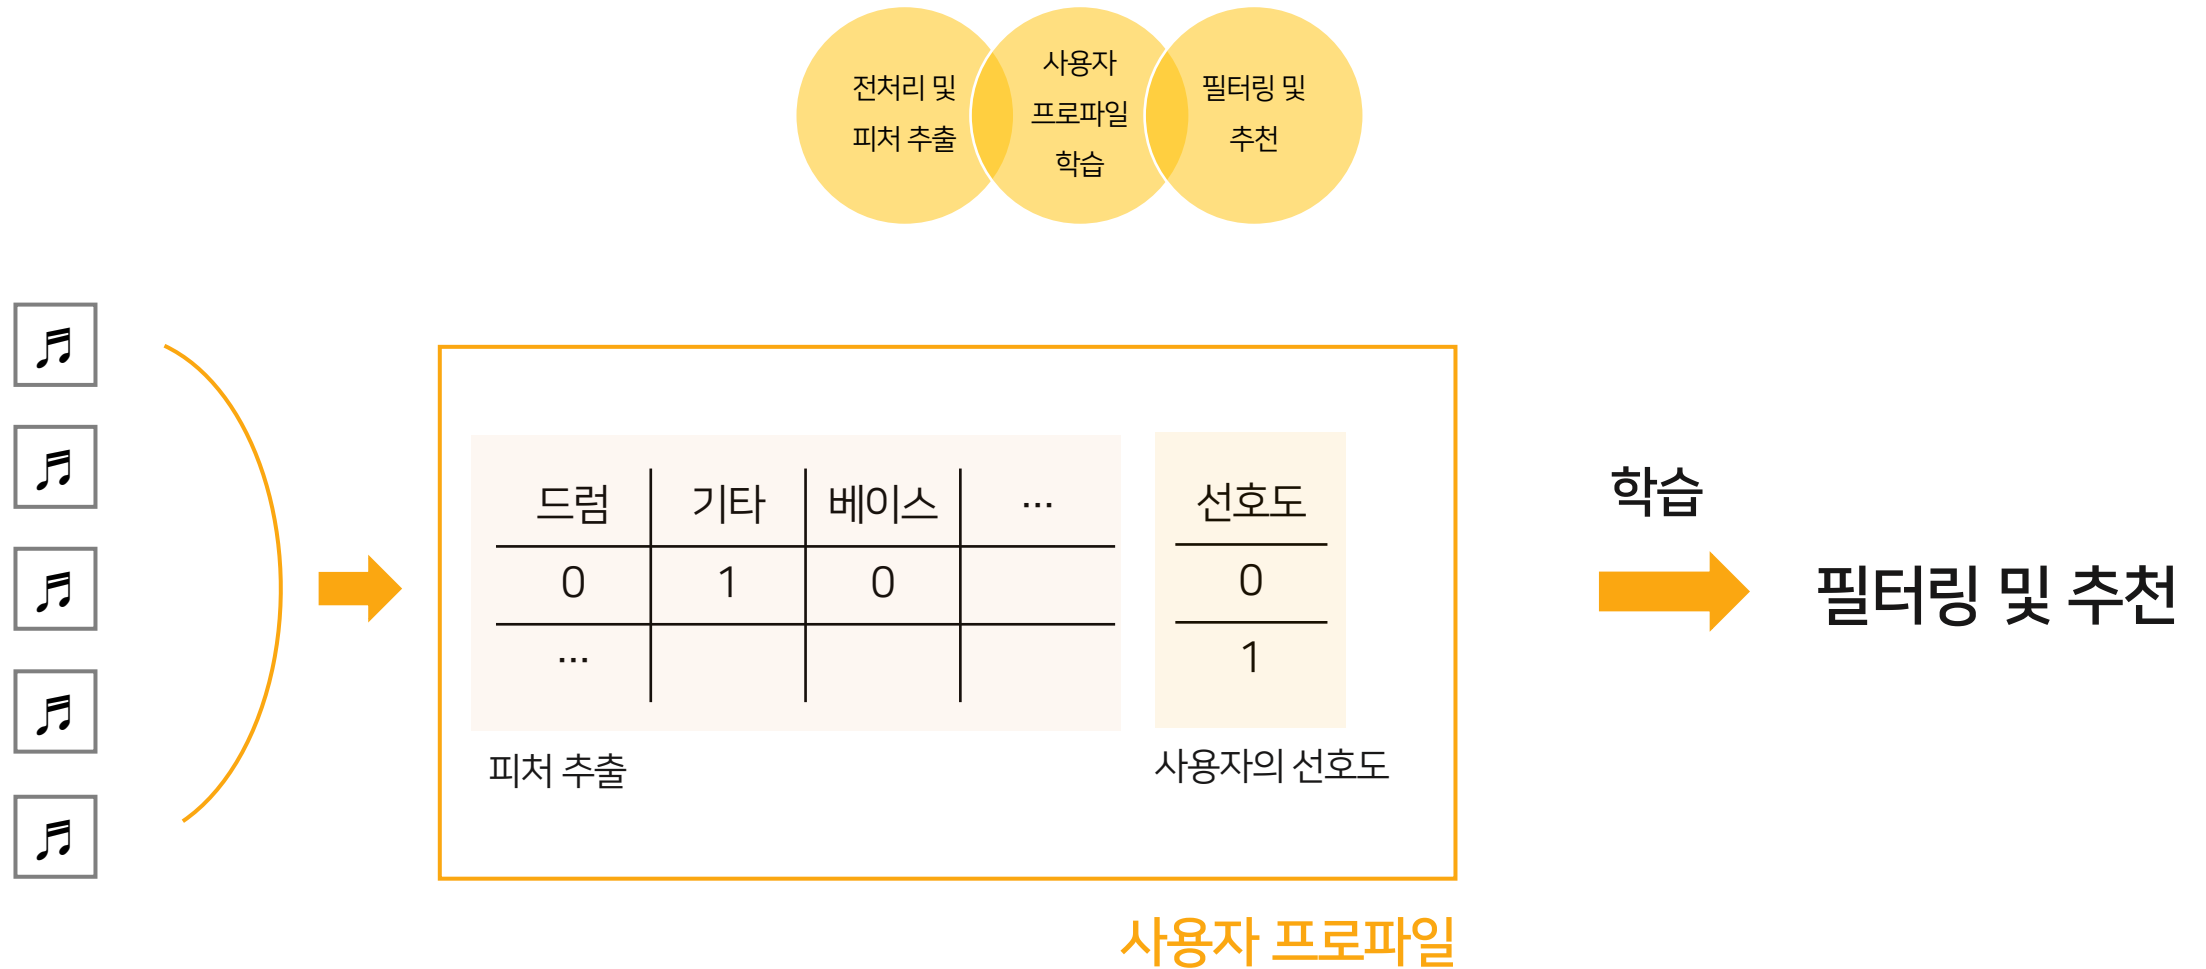 전처리 및
피처 추출
사용자
프로파일
학습
필터링 및
추천
드럼 기타 베이스 ...
0 1 0
...
선호도
0
1
피처 추출
사용자의 선호도
사용자 프로파일
학습
필터링 및 추천